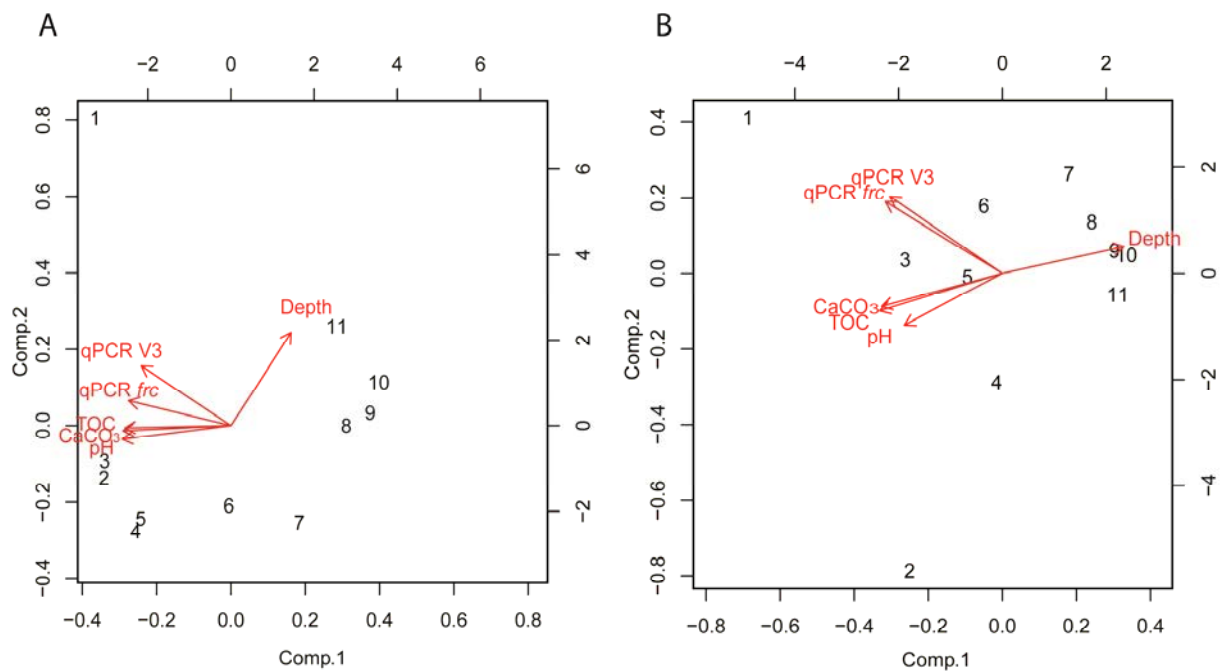 A
−2 0 2 4 6
0.8
0.6
0.4
0.2
0.0
−0.2
−0.4
Comp.2
1
Depth
11
qPCR V3
10
qPCR frc
9
8
TOC
CaCO₃
pH
3
2
6
5
7
4
6
4
2
0
−2
−0.4 −0.2 0.0 0.2 0.4 0.6 0.8
Comp.1
B
−4 −2 0 2
0.4
0.2
0.0
−0.2
−0.4
−0.6
−0.8
Comp.2
1
7
qPCR V3
qPCR frc
6
8
Depth
3
9
10
5
11
CaCO₃
TOC
pH
4
2
2
0
−2
−4
−0.8 −0.6 −0.4 −0.2 0.0 0.2 0.4
Comp.1